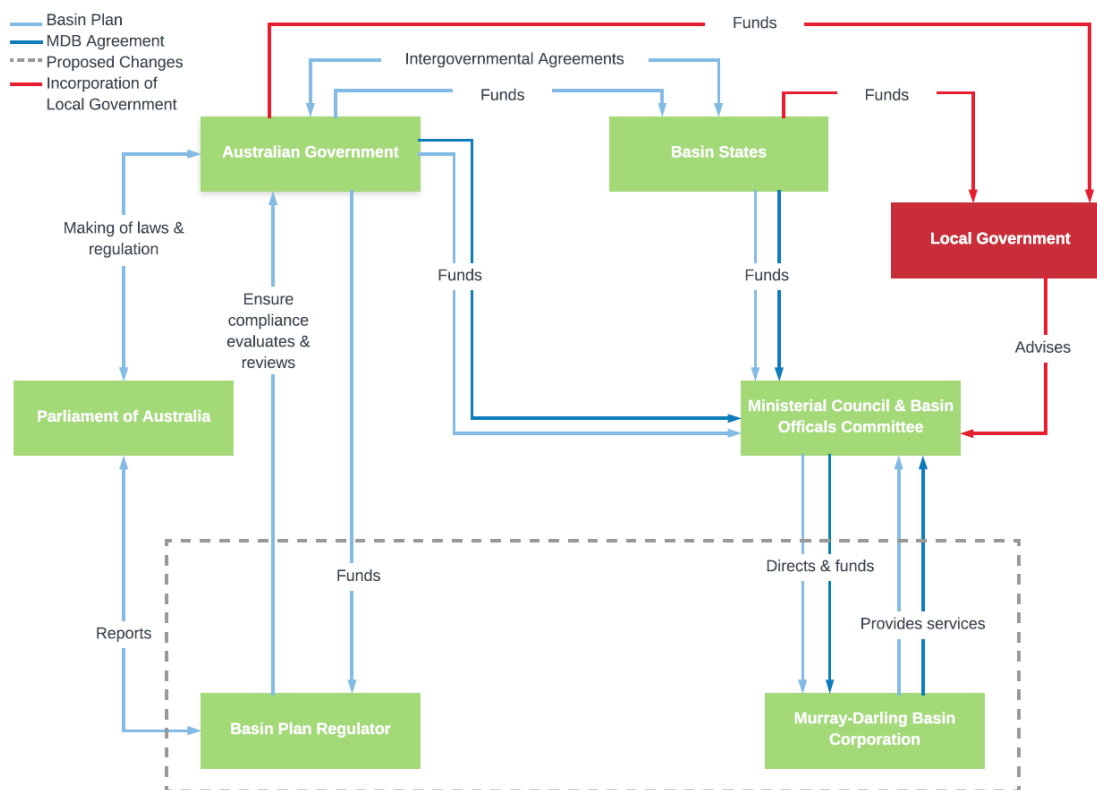 Basin Plan
MDB Agreement
Proposed Changes
Incorporation of
Local Government
Funds
Intergovernmental Agreements
Funds
Funds
Australian Government
Basin States
Local Government
Making of laws &
regulation
Funds
Funds
Ensure
compliance
evaluates &
reviews
Advises
Parliament of Australia
Ministerial Council & Basin
Officals Committee
Directs & funds
Funds
Provides services
Reports
Basin Plan Regulator
Murray-Darling Basin
Corporation